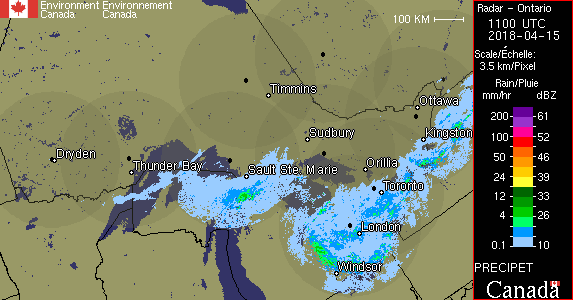 Environment Environnement
Canada Canada
100 KM
Timmins
Ottawa
Sudbury
Kingston
Dryden
Thunder Bay
Sault Ste. Marie
Orillia
Toronto
London
Windsor
Radar - Ontario
1100 UTC
2018-04-15
Scale/Échelle:
3.5 km/Pixel
Rain/Pluie
mm/hr dBZ
200 61
100 52
50 46
24 39
12 33
4 26
0.1 10
PRECIPET
Canada